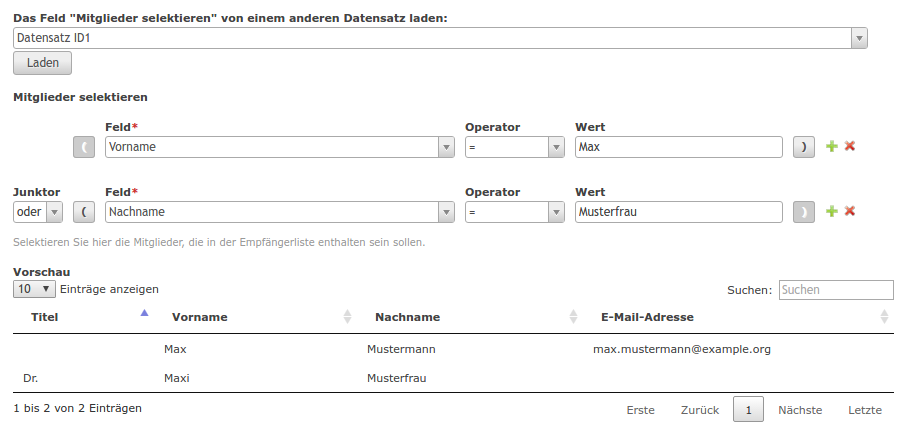 Das Feld "Mitglieder selektieren" von einem anderen Datensatz laden:
Datensatz ID1
Laden
Mitglieder selektieren
Feld* Operator Wert
( Vorname = Max )
Junktor Feld* Operator Wert
oder ( Nachname = Musterfrau )
Selektieren Sie hier die Mitglieder, die in der Empfängerliste enthalten sein sollen.
Vorschau
10 Einträge anzeigen Suchen: Suchen
Titel Vorname Nachname E-Mail-Adresse
Max Mustermann max.mustermann@example.org
Dr. Maxi Musterfrau
1 bis 2 von 2 Einträgen Erste Zurück 1 Nächste Letzte